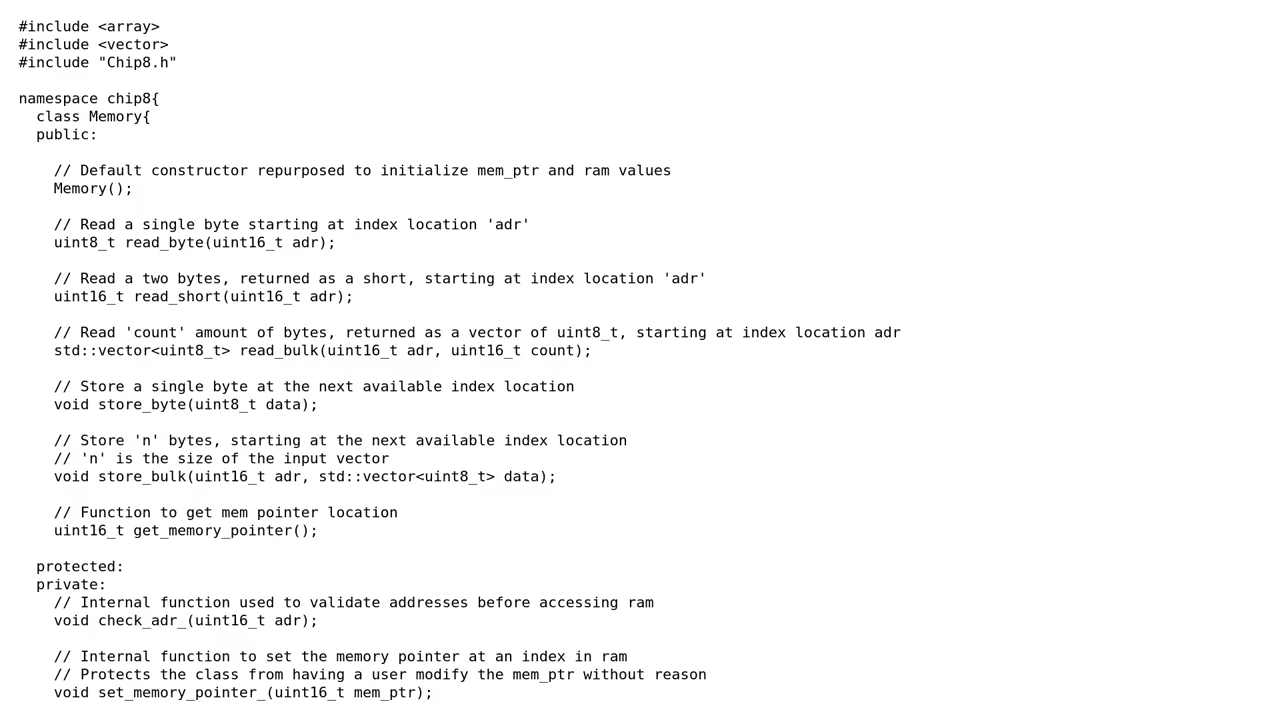 #include <array>
#include <vector>
#include "Chip8.h"

namespace chip8{
  class Memory{
  public:

    // Default constructor repurposed to initialize mem_ptr and ram values
    Memory();

    // Read a single byte starting at index location 'adr'
    uint8_t read_byte(uint16_t adr);

    // Read a two bytes, returned as a short, starting at index location 'adr'
    uint16_t read_short(uint16_t adr);

    // Read 'count' amount of bytes, returned as a vector of uint8_t, starting at index location adr
    std::vector<uint8_t> read_bulk(uint16_t adr, uint16_t count);

    // Store a single byte at the next available index location
    void store_byte(uint8_t data);

    // Store 'n' bytes, starting at the next available index location
    // 'n' is the size of the input vector
    void store_bulk(uint16_t adr, std::vector<uint8_t> data);

    // Function to get mem pointer location
    uint16_t get_memory_pointer();

  protected:
  private:
    // Internal function used to validate addresses before accessing ram
    void check_adr_(uint16_t adr);

    // Internal function to set the memory pointer at an index in ram
    // Protects the class from having a user modify the mem_ptr without reason
    void set_memory_pointer_(uint16_t mem_ptr);